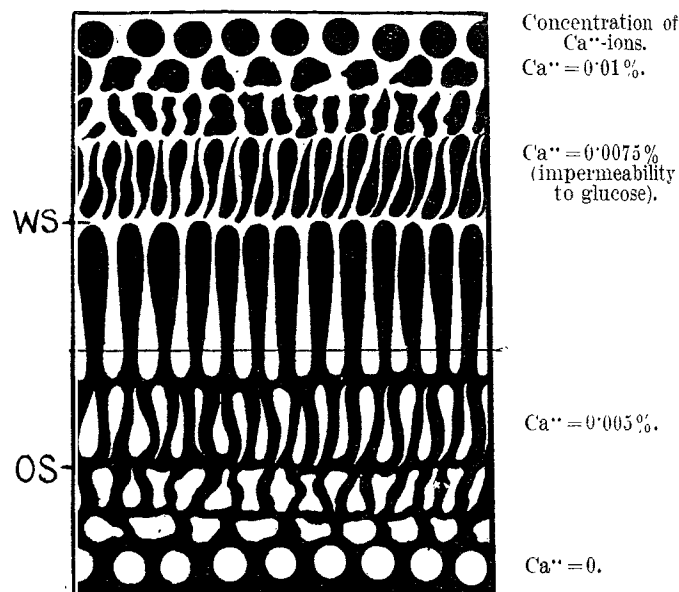 Concentration of
Ca··-ions.
Ca·· = 0·01%.
Ca·· = 0·0075%
(impermeability
to glucose).
WS
Ca·· = 0·005%.
OS
Ca·· = 0.